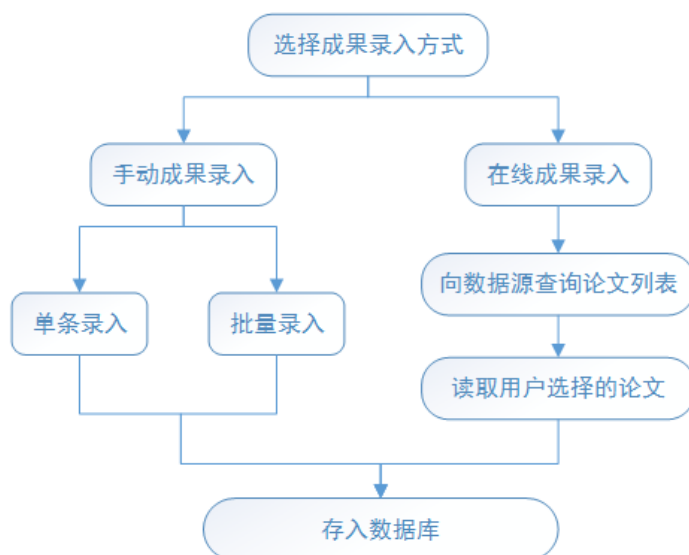 选择成果录入方式
手动成果录入
在线成果录入
单条录入
批量录入
向数据源查询论文列表
读取用户选择的论文
存入数据库